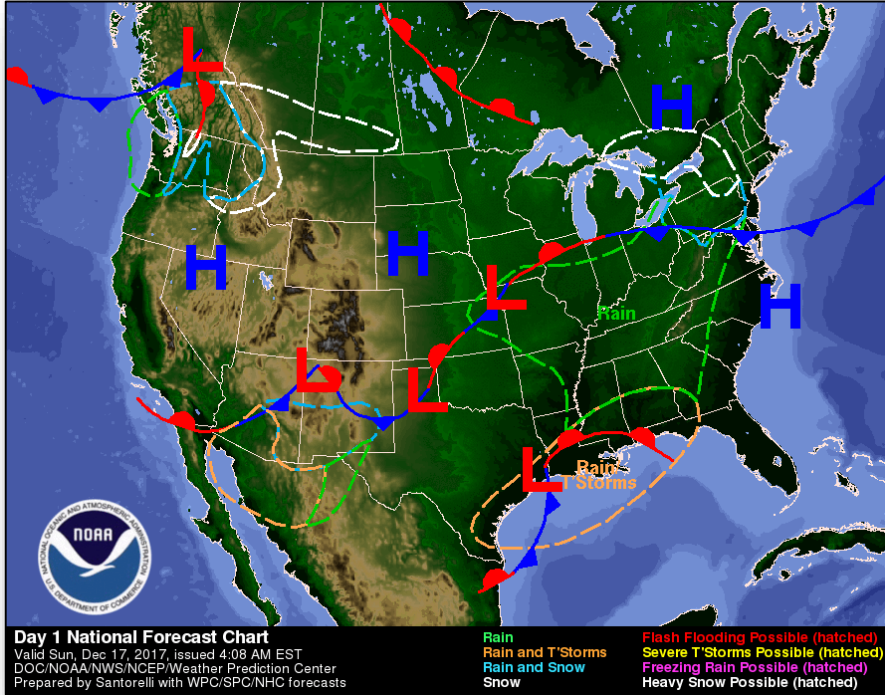 L
H
H
H
L
Rain
H
L
L
L
Rain/
T'Storms
NATIONAL OCEANIC AND ATMOSPHERIC ADMINISTRATION
NOAA
U.S. DEPARTMENT OF COMMERCE
Day 1 National Forecast Chart
Valid Sun, Dec 17, 2017, issued 4:08 AM EST
DOC/NOAA/NWS/NCEP/Weather Prediction Center
Prepared by Santorelli with WPC/SPC/NHC forecasts
Rain
Rain and T'Storms
Rain and Snow
Snow
Flash Flooding Possible (hatched)
Severe T'Storms Possible (hatched)
Freezing Rain Possible (hatched)
Heavy Snow Possible (hatched)